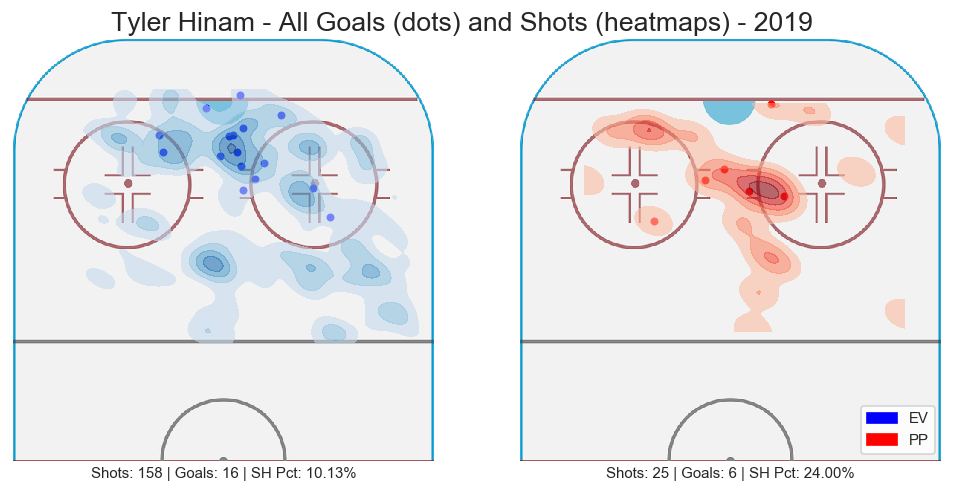 Tyler Hinam - All Goals (dots) and Shots (heatmaps) - 2019
EV
PP
Shots: 158 | Goals: 16 | SH Pct: 10.13%
Shots: 25 | Goals: 6 | SH Pct: 24.00%